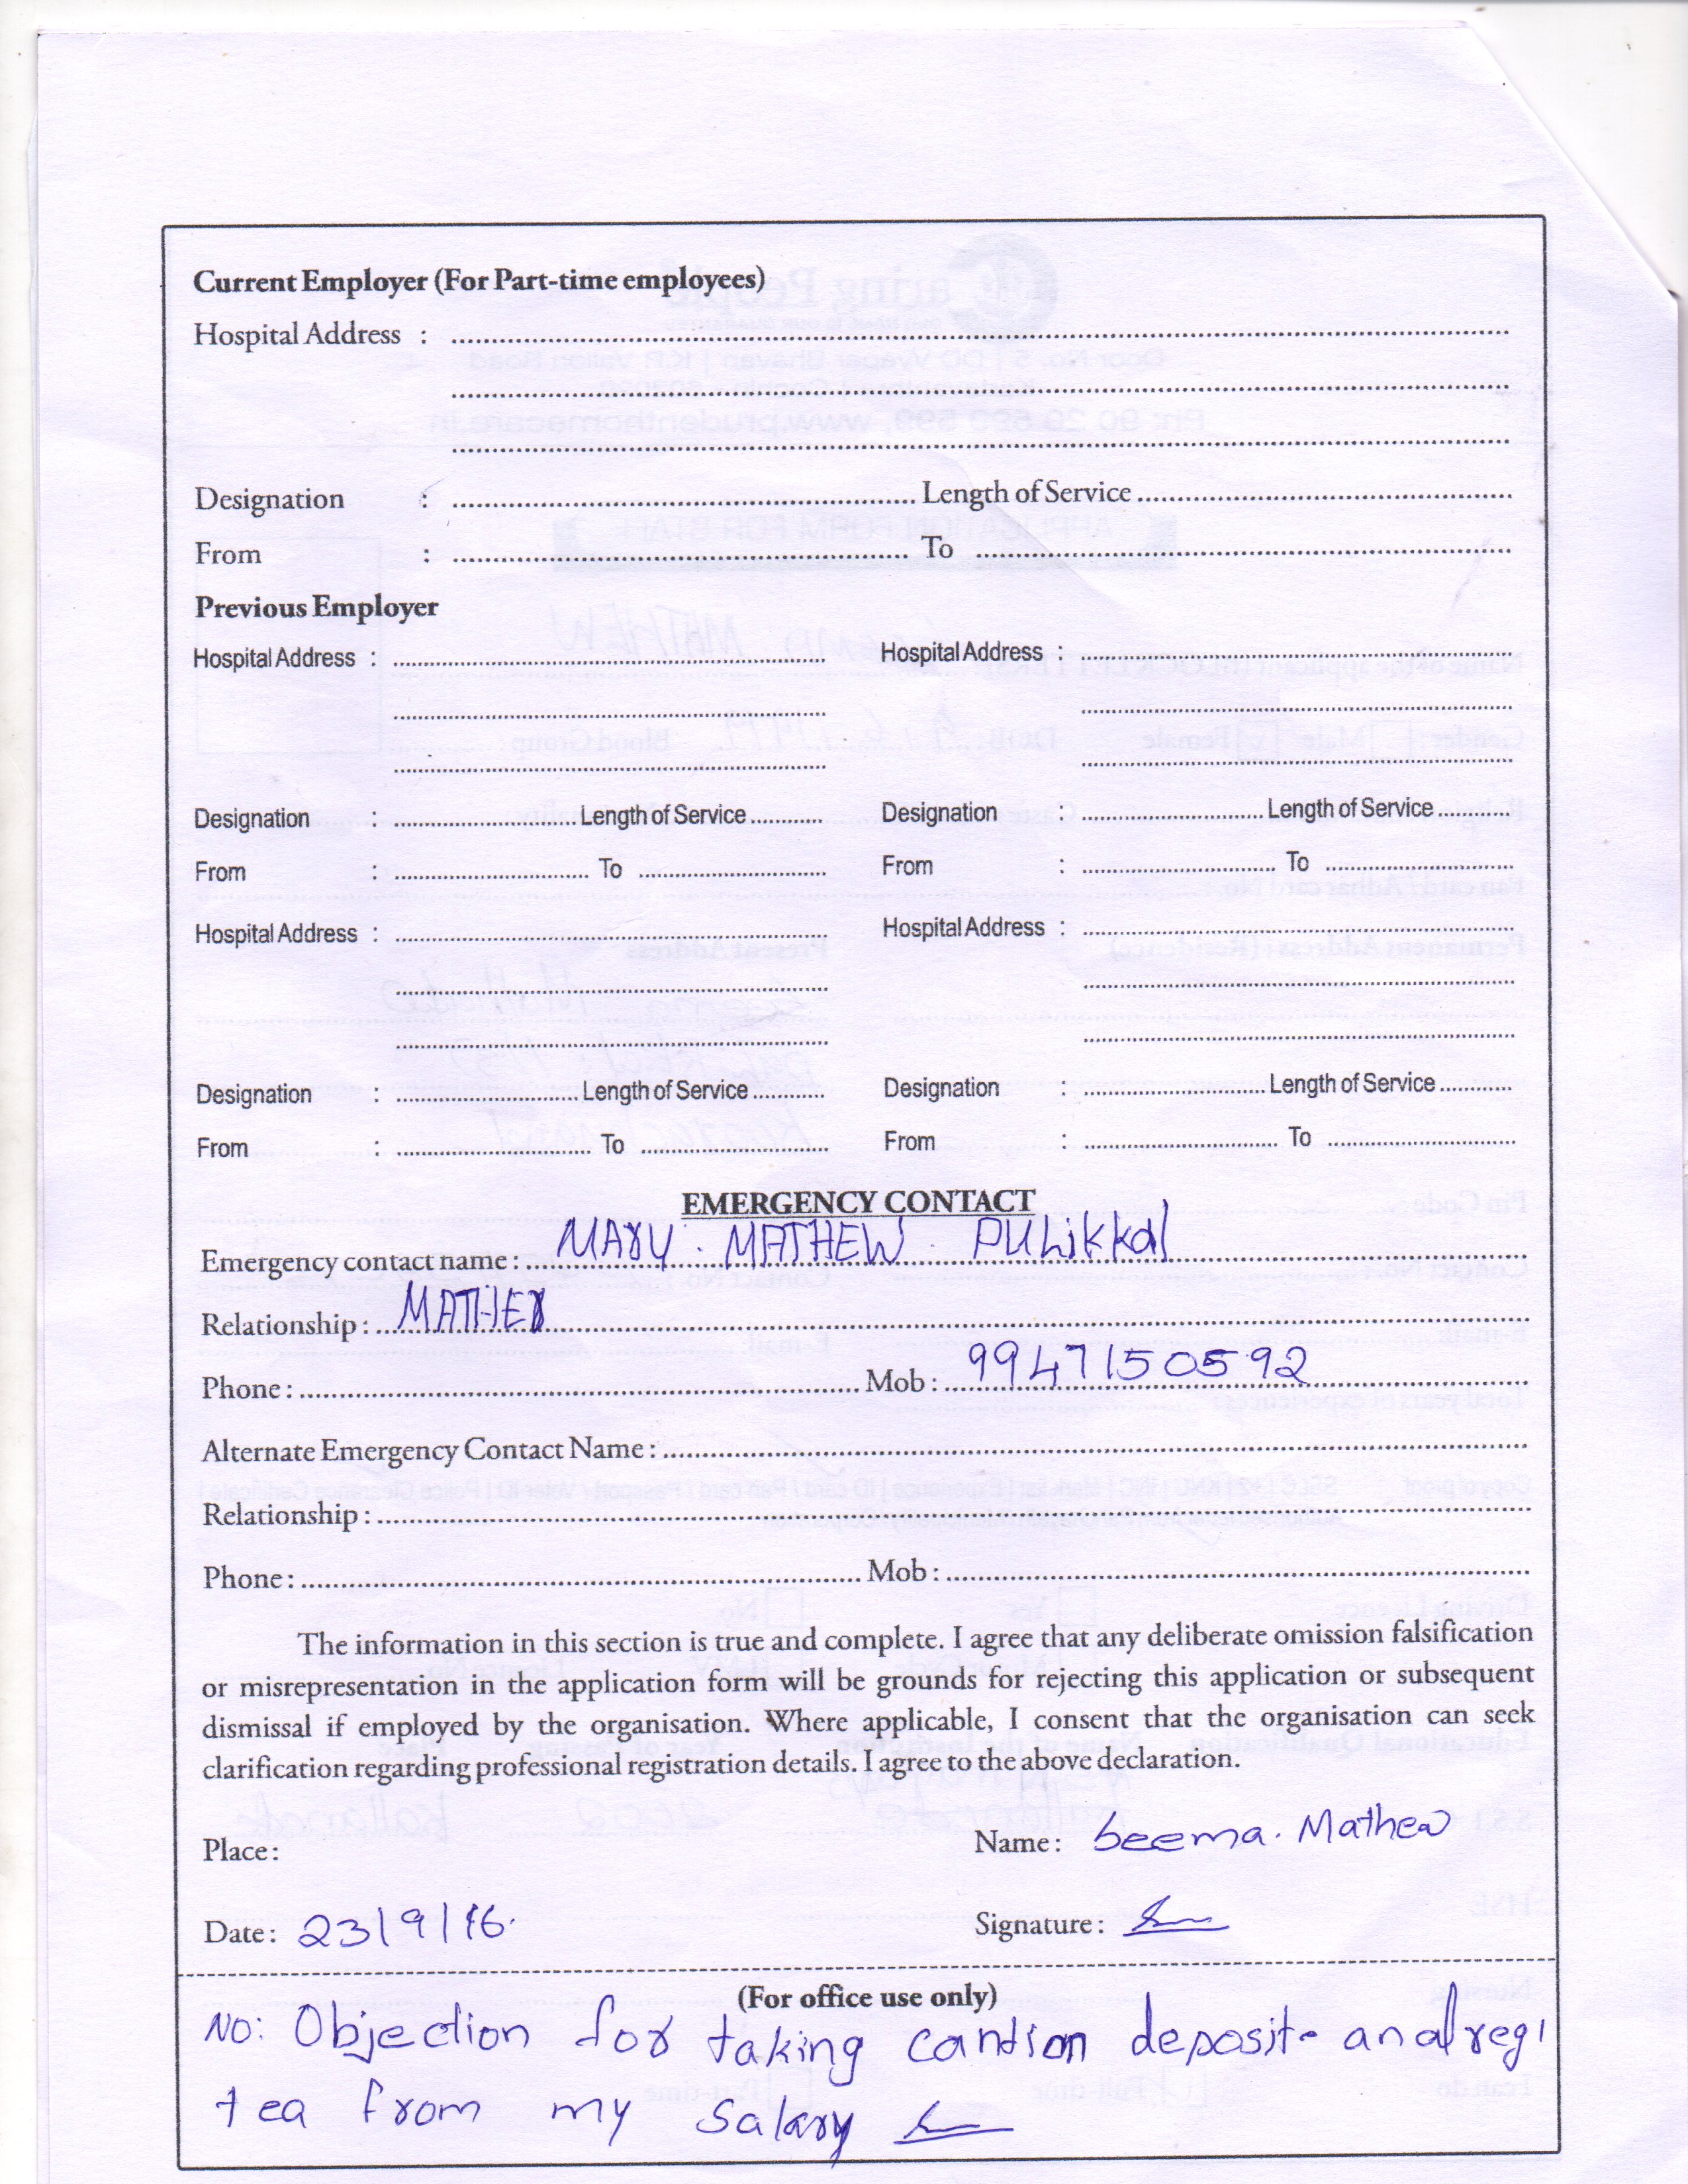 Current Employer (For Part-time employees)
Hospital Address :
Designation : Length of Service
From : To
Previous Employer
Hospital Address : Hospital Address :
Designation : Length of Service Designation : Length of Service
From : To From : To
Hospital Address : Hospital Address :
Designation : Length of Service Designation : Length of Service
From : To From : To
EMERGENCY CONTACT
Emergency contact name : MARY . MATHEW . PULikkal
Relationship : MATHER
Phone : Mob : 9947150592
Alternate Emergency Contact Name :
Relationship :
Phone : Mob :
The information in this section is true and complete. I agree that any deliberate omission falsification
or misrepresentation in the application form will be grounds for rejecting this application or subsequent
dismissal if employed by the organisation. Where applicable, I consent that the organisation can seek
clarification regarding professional registration details. I agree to the above declaration.
Place : Name : Seema. Mathew
Date : 23/9/16. Signature :
(For office use only)
NO: Objection for taking cantion deposit- and regi
tea from my Salary